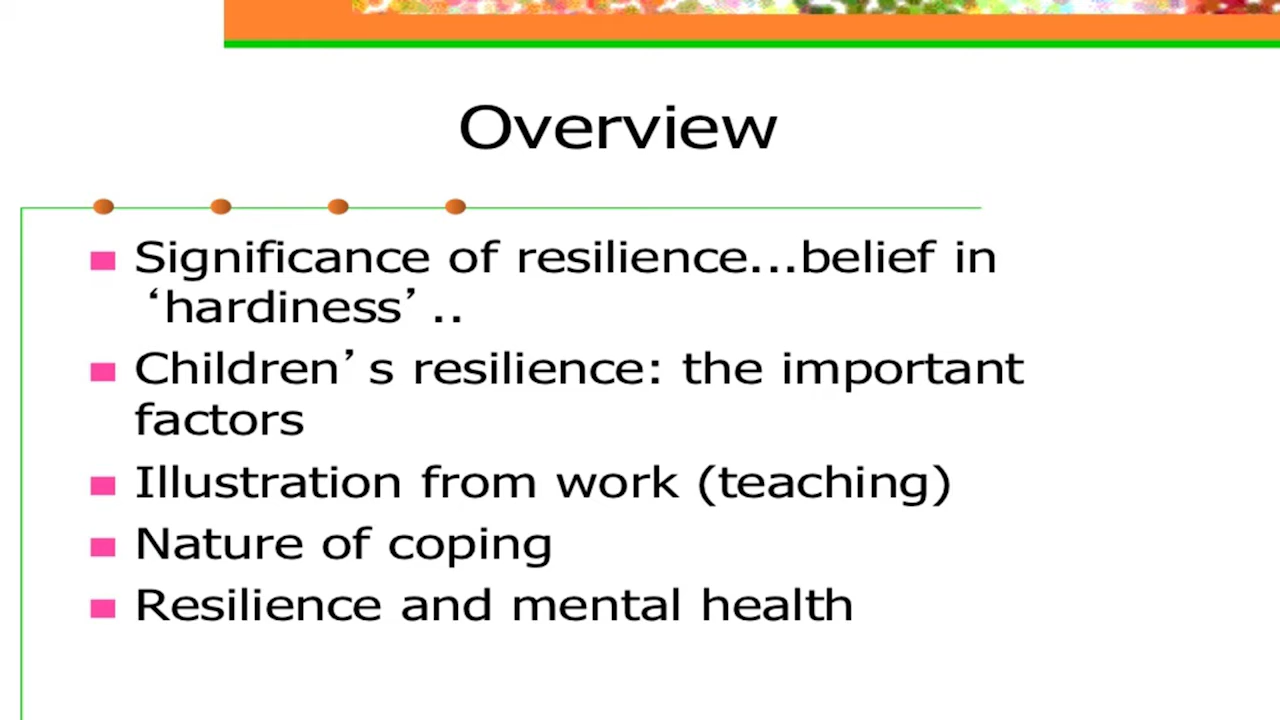 Overview
Significance of resilience...belief in
‘hardiness’..
Children’s resilience: the important
factors
Illustration from work (teaching)
Nature of coping
Resilience and mental health